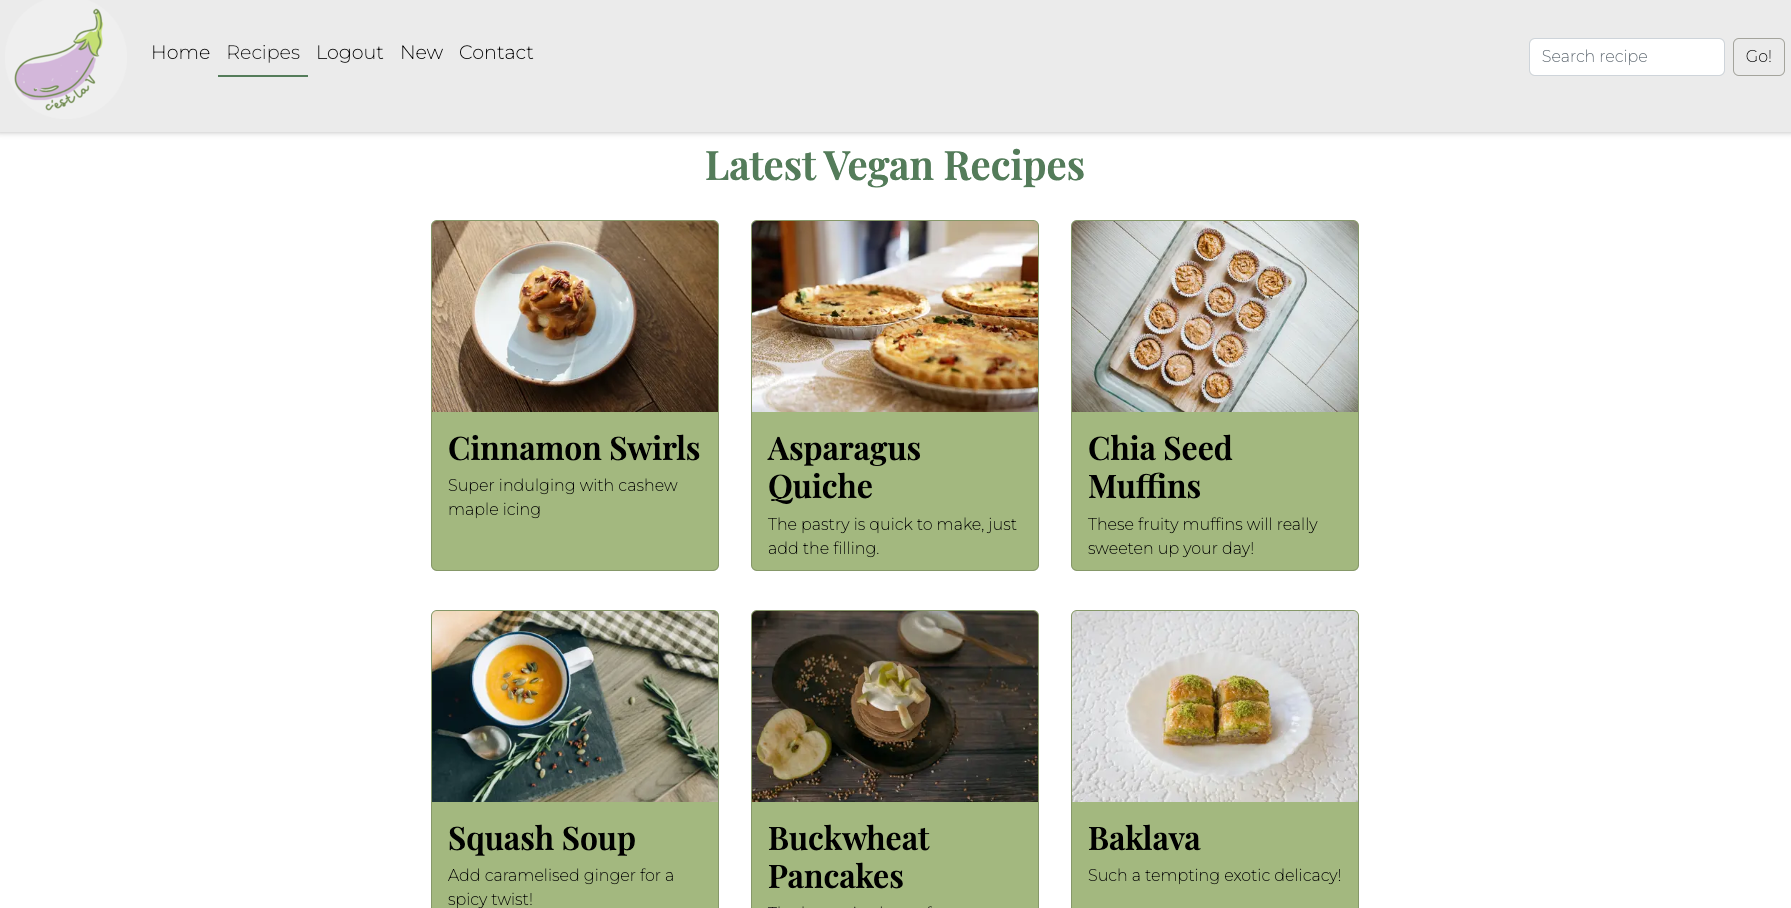 Home Recipes Logout New Contact
Search recipe Go!
c'est la V
Latest Vegan Recipes
Cinnamon Swirls
Super indulging with cashew
maple icing
Asparagus
Quiche
The pastry is quick to make, just
add the filling.
Chia Seed
Muffins
These fruity muffins will really
sweeten up your day!
Squash Soup
Add caramelised ginger for a
spicy twist!
Buckwheat
Pancakes
Baklava
Such a tempting exotic delicacy!